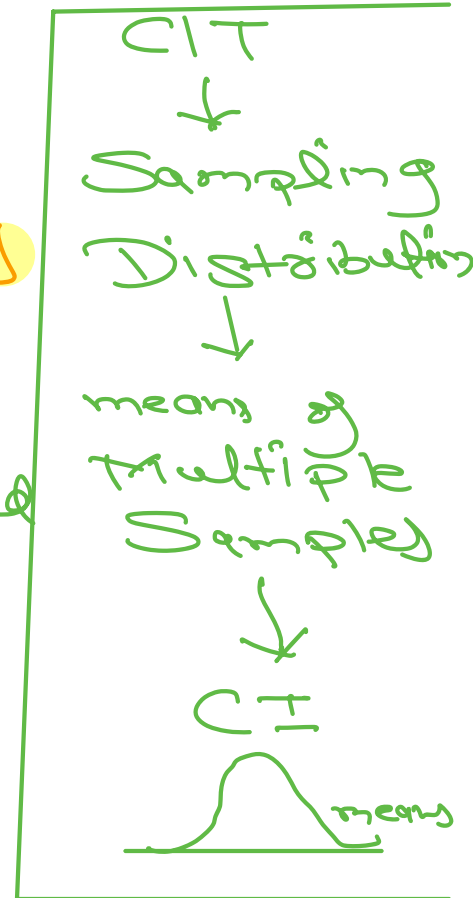 CLT
↓
Sampling
Distribution
↓
means of
multiple
Samples
↓
CI
means